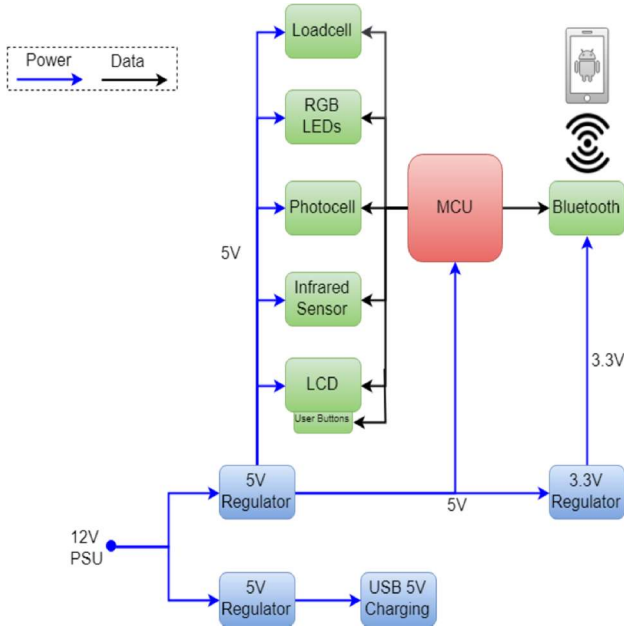 Power
Data
Loadcell
RGB
LEDs
Photocell
MCU
Bluetooth
5V
Infrared
Sensor
LCD
User Buttons
3.3V
5V
Regulator
5V
3.3V
Regulator
12V
PSU
5V
Regulator
USB 5V
Charging